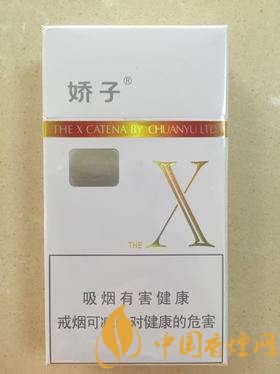 娇子®
THE X CATENA BY CHUANYU LTD
THE X
吸烟有害健康
戒烟可减 对健康的危害
中国香烟网